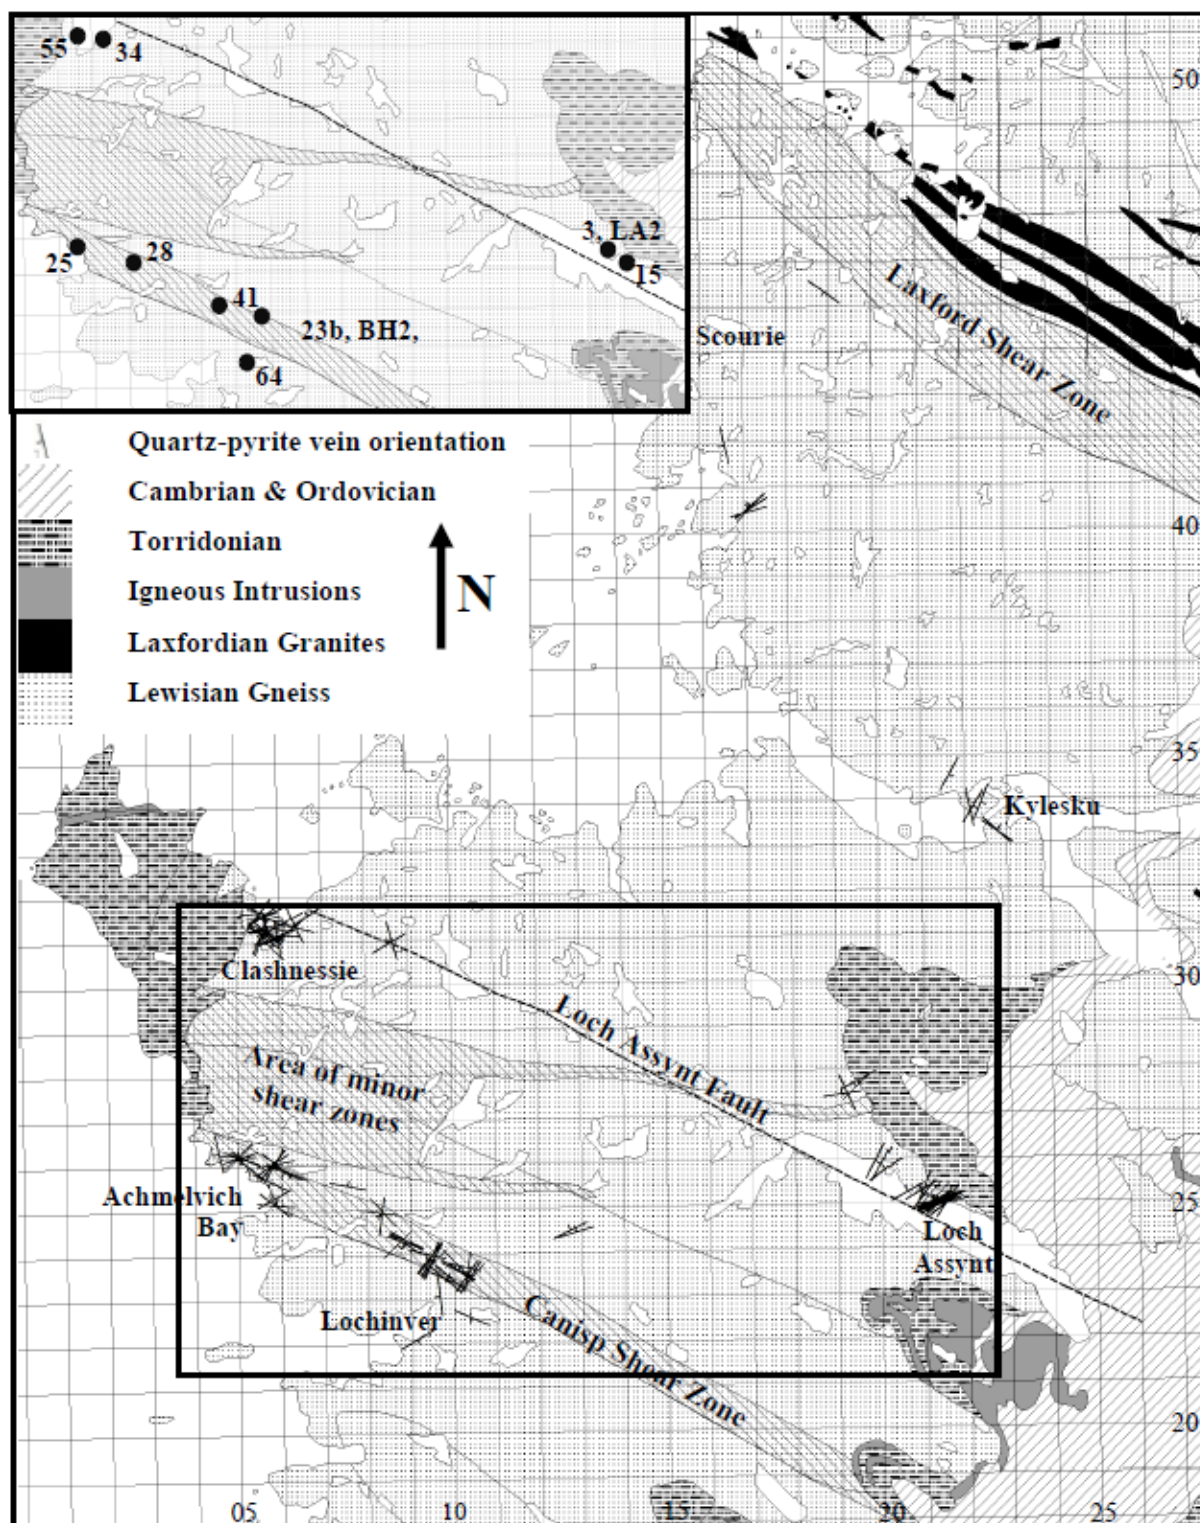 55
34
3, LA2
15
25
28
41
23b, BH2,
64
50
Laxford Shear Zone
Scourie
Quartz-pyrite vein orientation
Cambrian & Ordovician
Torridonian
Igneous Intrusions
Laxfordian Granites
Lewisian Gneiss
N
40
35
Kylesku
Clashnessie
30
Loch Assynt Fault
Area of minor
shear zones
Achmelvich
Bay
25
Loch
Assynt
Lochinver
Canisp Shear Zone
20
05
10
15
20
25